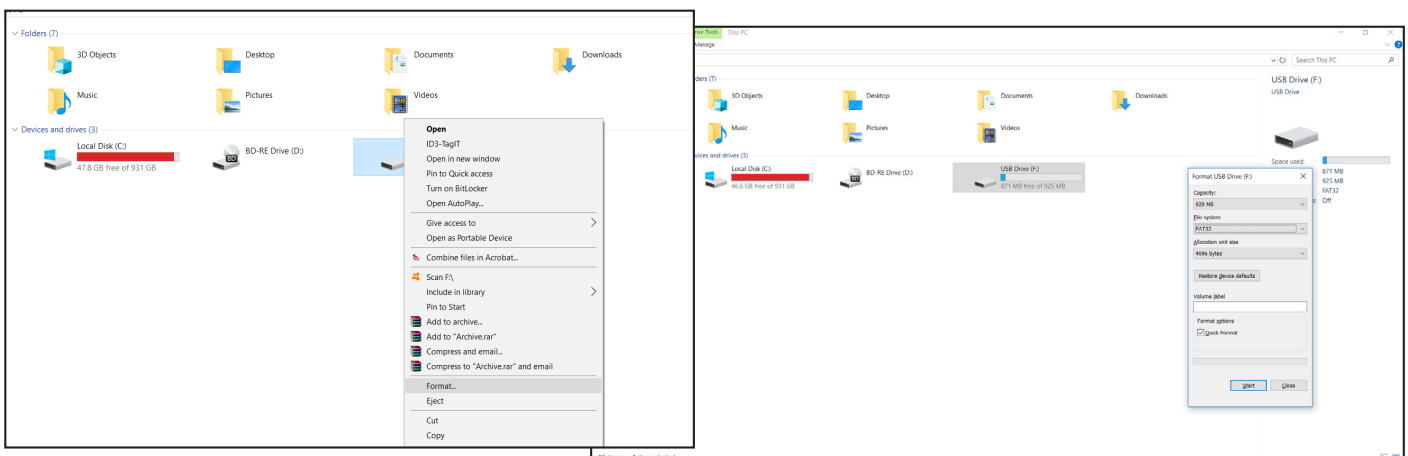 Folders (7)
3D Objects
Desktop
Documents
Downloads
Music
Pictures
Videos
Devices and drives (3)
Local Disk (C:)
47.8 GB free of 931 GB
BD-RE Drive (D:)
Open
ID3-TagIT
Open in new window
Pin to Quick access
Turn on BitLocker
Open AutoPlay...
Give access to
Open as Portable Device
Combine files in Acrobat...
Scan F:\
Include in library
Pin to Start
Add to archive...
Add to "Archive.rar"
Compress and email...
Compress to "Archive.rar" and email
Format...
Eject
Cut
Copy
This PC
Manage
Search This PC
3D Objects
Desktop
Documents
Downloads
Music
Pictures
Videos
Local Disk (C:)
46.6 GB free of 931 GB
BD-RE Drive (D:)
USB Drive (F:)
871 MB free of 925 MB
USB Drive (F:)
USB Drive
Space used:
871 MB
925 MB
FAT32
Off
Format USB Drive (F:)
Capacity:
929 MB
File system
FAT32
Allocation unit size
4096 bytes
Restore device defaults
Volume label
Format options
Quick Format
Start
Close